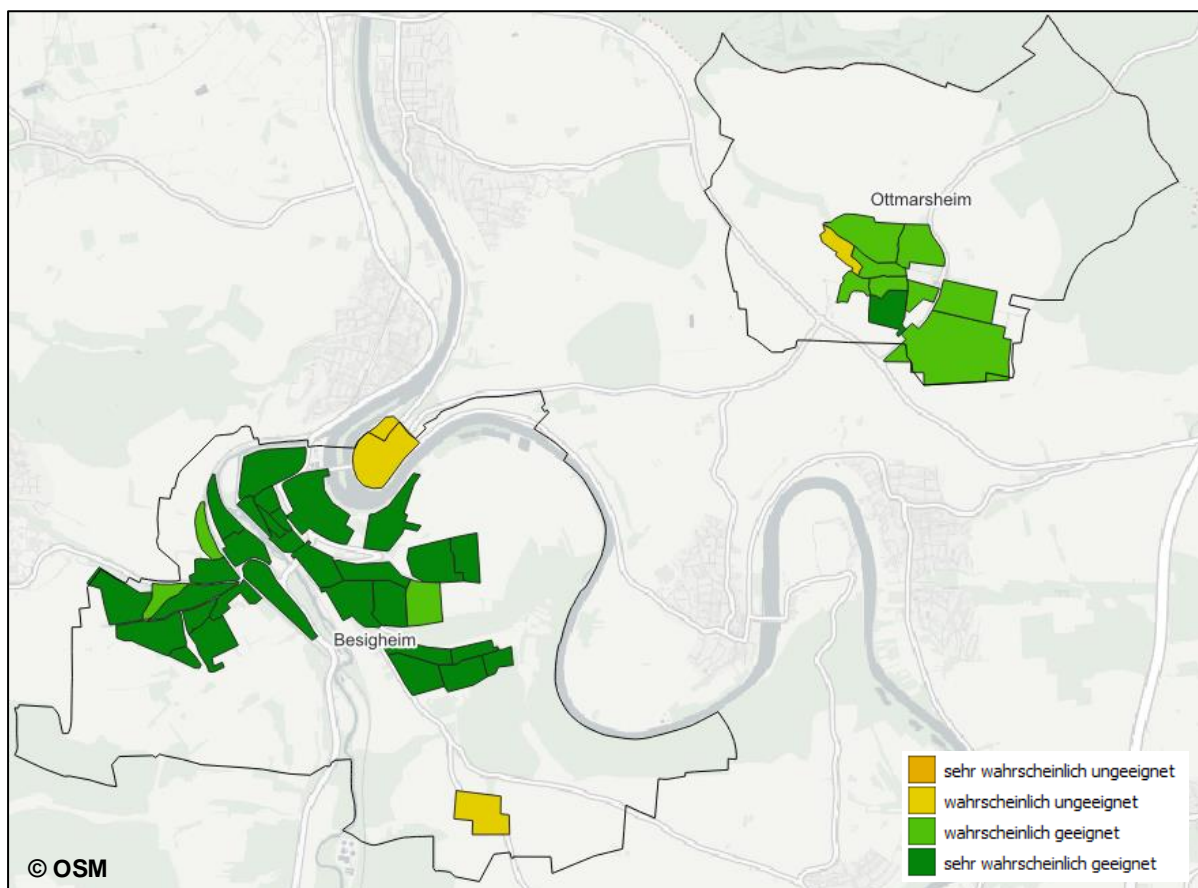 Ottmarsheim
Besigheim
sehr wahrscheinlich ungeeignet
wahrscheinlich ungeeignet
wahrscheinlich geeignet
sehr wahrscheinlich geeignet
© OSM